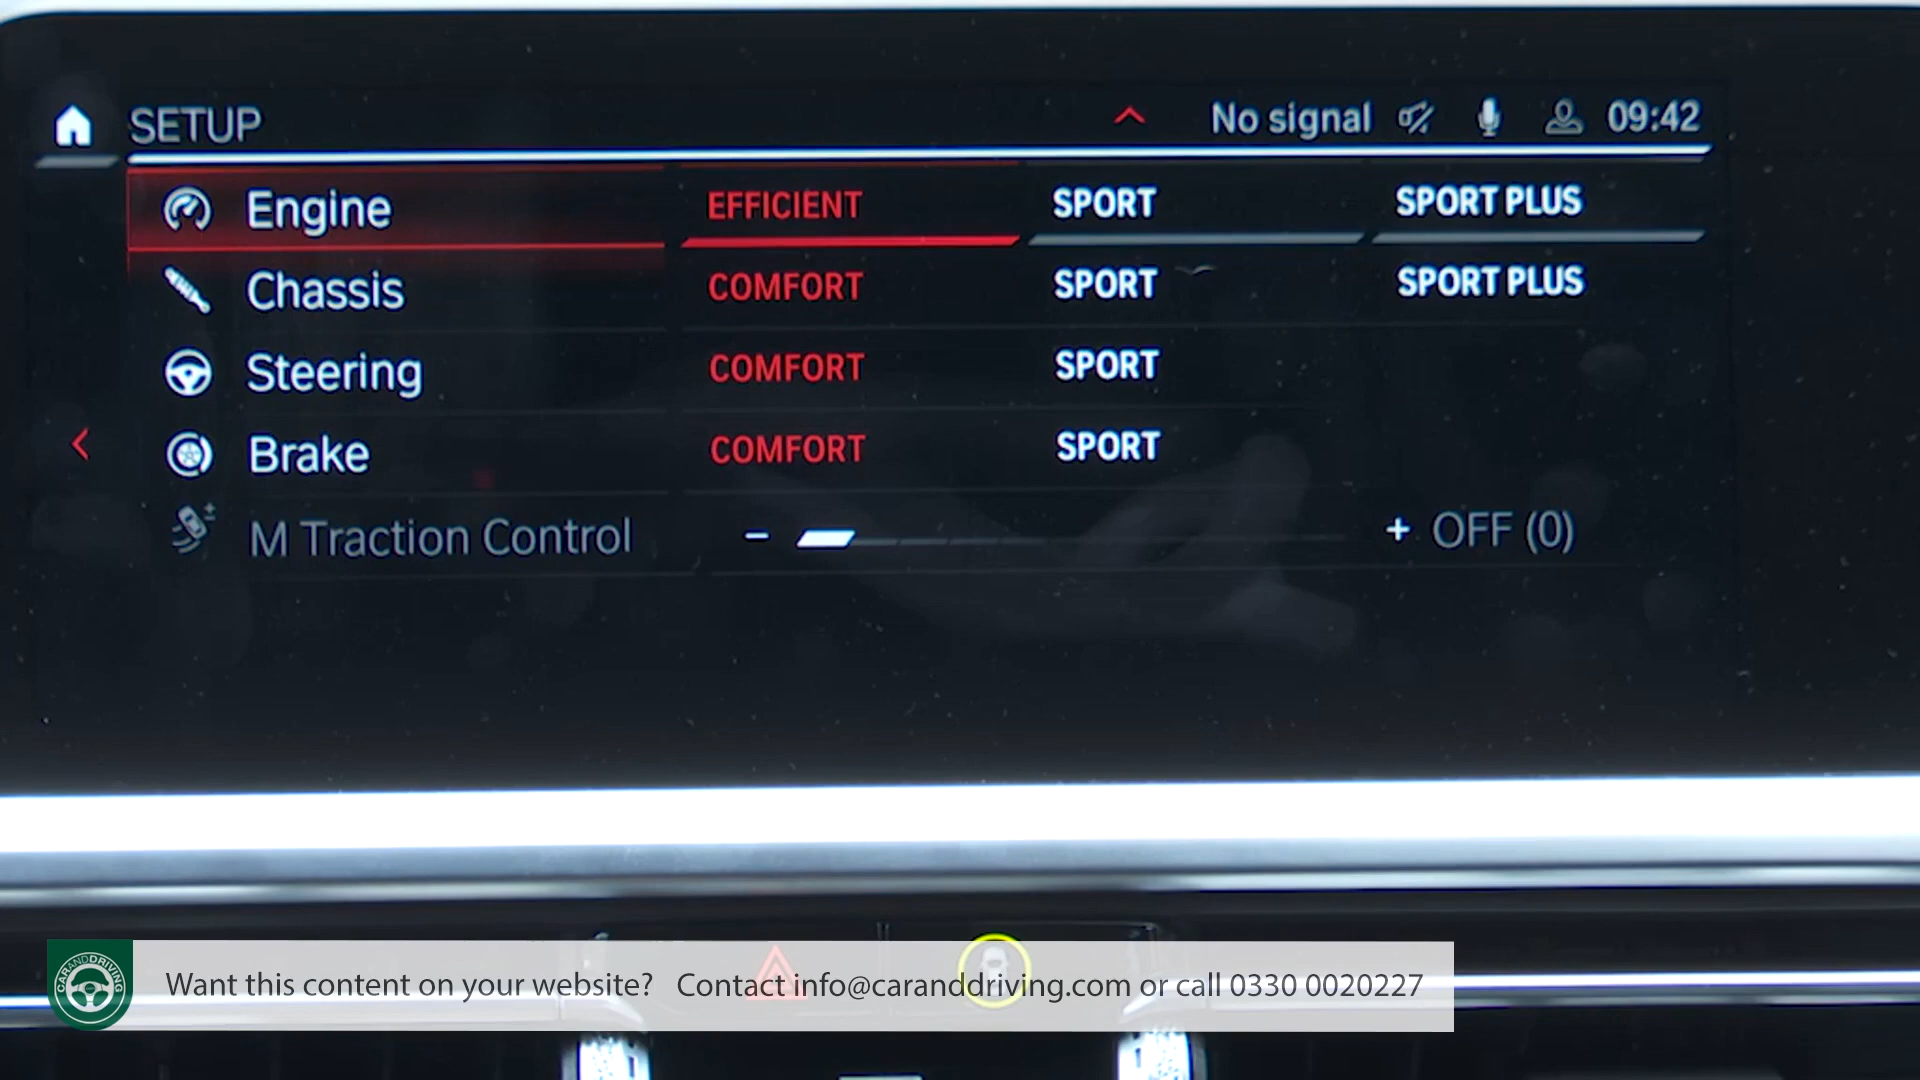 SETUP No signal 09:42
Engine EFFICIENT SPORT SPORT PLUS
Chassis COMFORT SPORT SPORT PLUS
Steering COMFORT SPORT
Brake COMFORT SPORT
M Traction Control - + OFF (0)
CARANDDRIVING
Want this content on your website? Contact info@caranddriving.com or call 0330 0020227